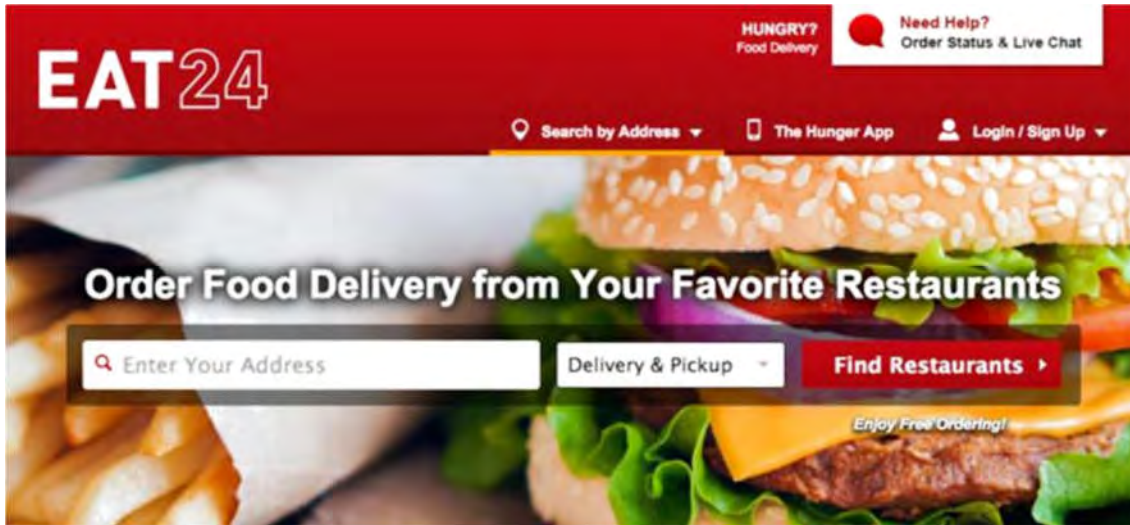 EAT24
HUNGRY?
Food Delivery
Need Help?
Order Status & Live Chat
Search by Address
The Hunger App
Login / Sign Up
Order Food Delivery from Your Favorite Restaurants
Enter Your Address
Delivery & Pickup
Find Restaurants
Enjoy Free Ordering!